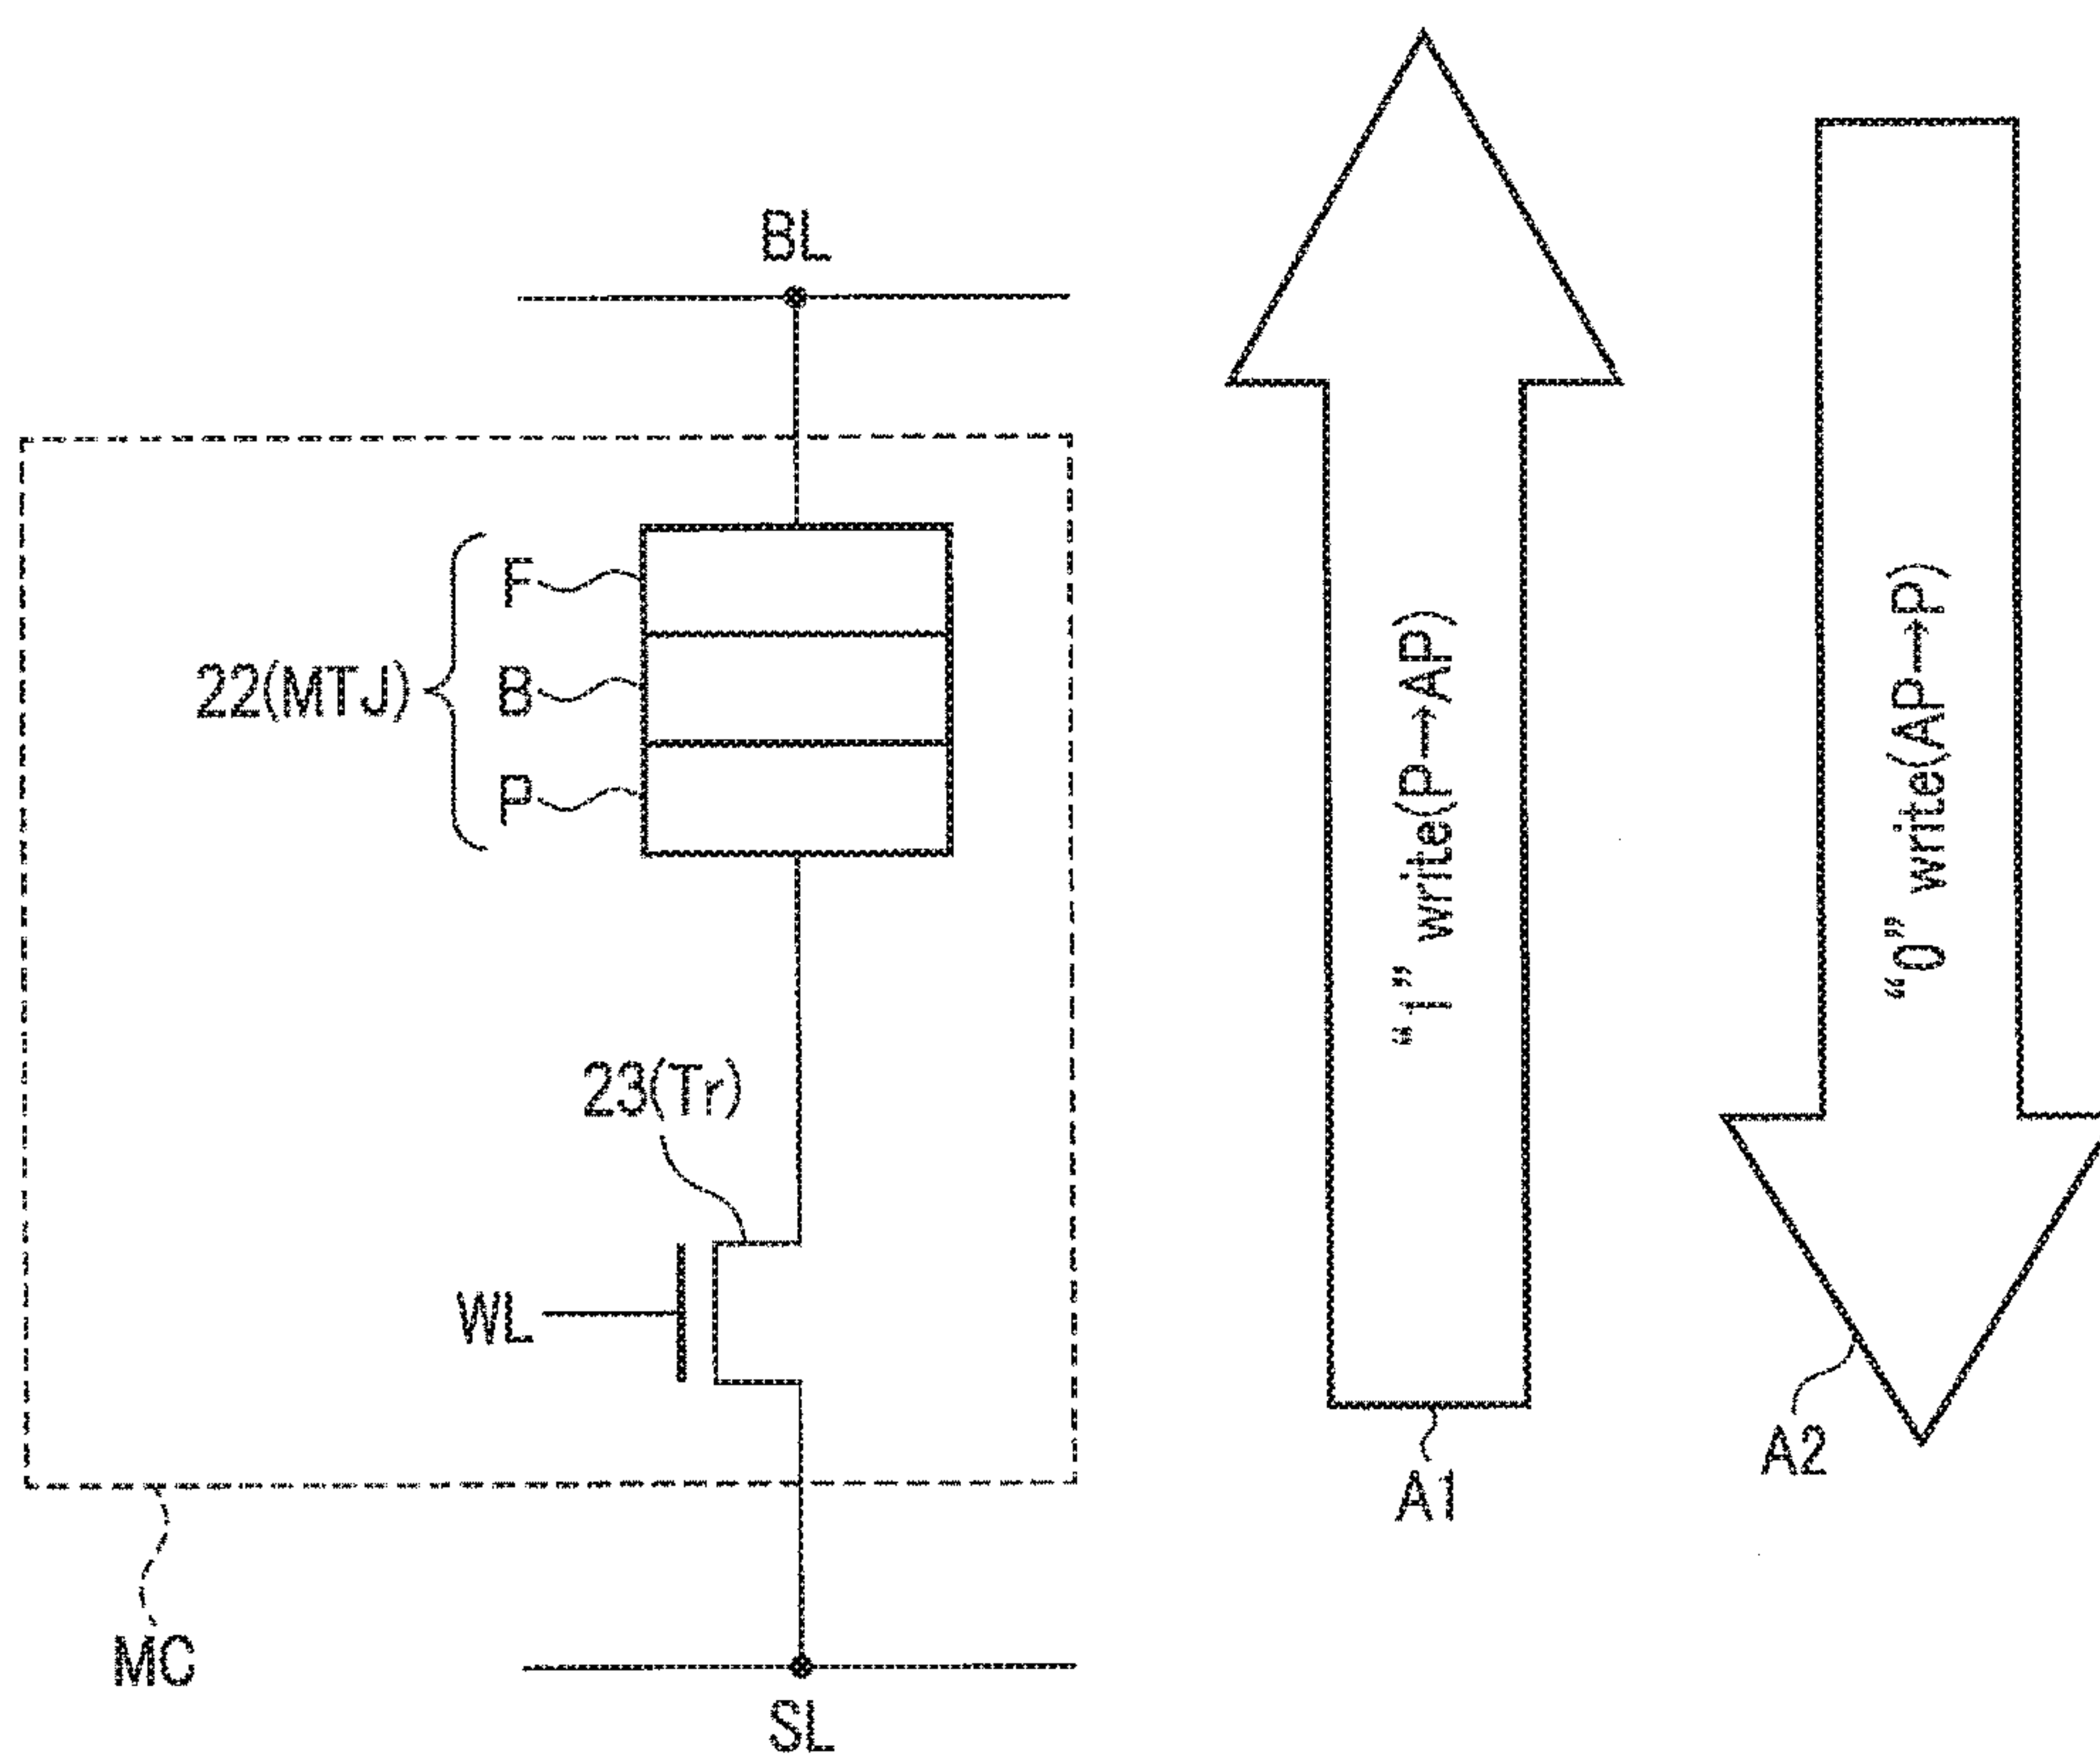 BL
F
22(MTJ)
B
P
23(Tr)
WL
MC
SL
“1” write(P→AP)
A1
“0” write(AP→P)
A2